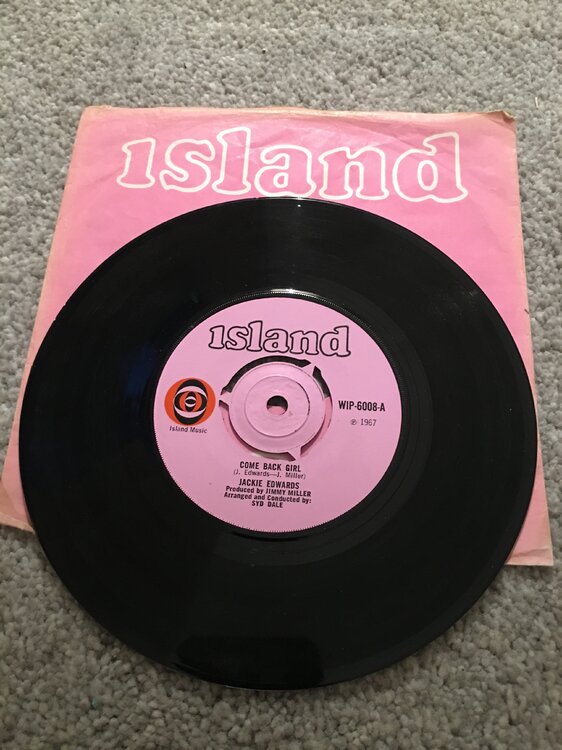 island
island
WIP-6008-A
℗ 1967
Island Music
COME BACK GIRL
(J. Edwards—J. Miller)
JACKIE EDWARDS
Produced by JIMMY MILLER
Arranged and Conducted by:
SYD DALE